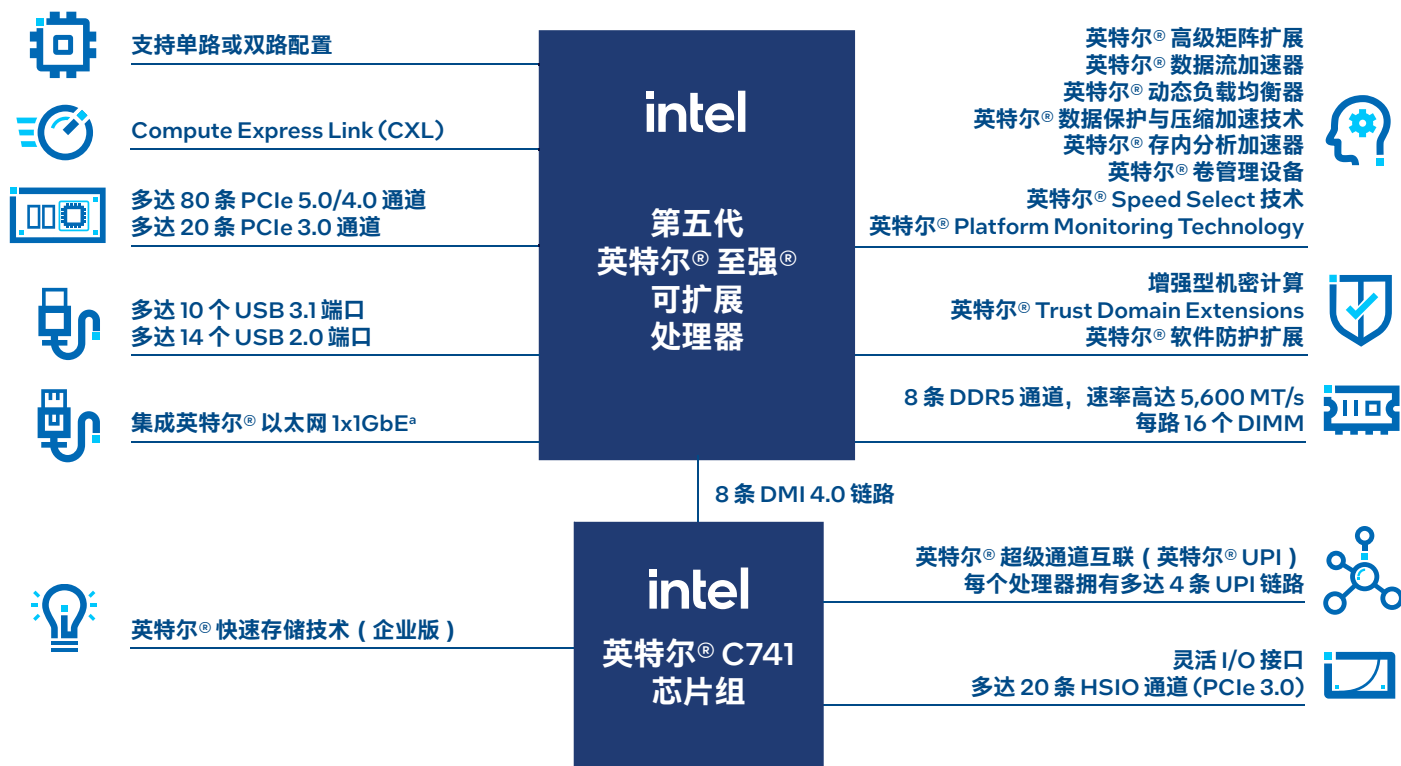 支持单路或双路配置
Compute Express Link (CXL)
多达 80 条 PCIe 5.0/4.0 通道
多达 20 条 PCIe 3.0 通道
多达 10 个 USB 3.1 端口
多达 14 个 USB 2.0 端口
集成英特尔® 以太网 1x1GbEᵃ
intel
第五代
英特尔® 至强®
可扩展
处理器
英特尔® 高级矩阵扩展
英特尔® 数据流加速器
英特尔® 动态负载均衡器
英特尔® 数据保护与压缩加速技术
英特尔® 存内分析加速器
英特尔® 卷管理设备
英特尔® Speed Select 技术
英特尔® Platform Monitoring Technology
增强型机密计算
英特尔® Trust Domain Extensions
英特尔® 软件防护扩展
8 条 DDR5 通道，速率高达 5,600 MT/s
每路 16 个 DIMM
8 条 DMI 4.0 链路
英特尔® 快速存储技术（企业版）
intel
英特尔® C741
芯片组
英特尔® 超级通道互联（英特尔® UPI）
每个处理器拥有多达 4 条 UPI 链路
灵活 I/O 接口
多达 20 条 HSIO 通道 (PCIe 3.0)